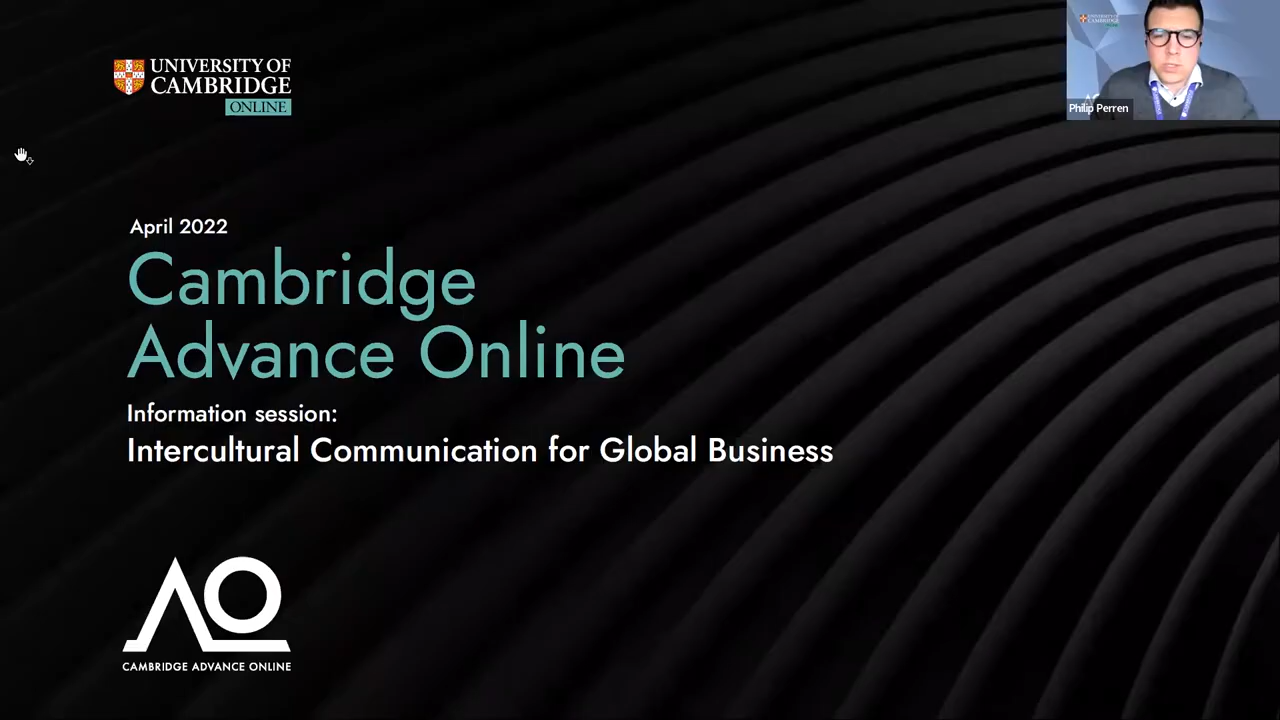 UNIVERSITY OF
CAMBRIDGE
ONLINE
Philip Perren
April 2022
Cambridge
Advance Online
Information session:
Intercultural Communication for Global Business
AO
CAMBRIDGE ADVANCE ONLINE